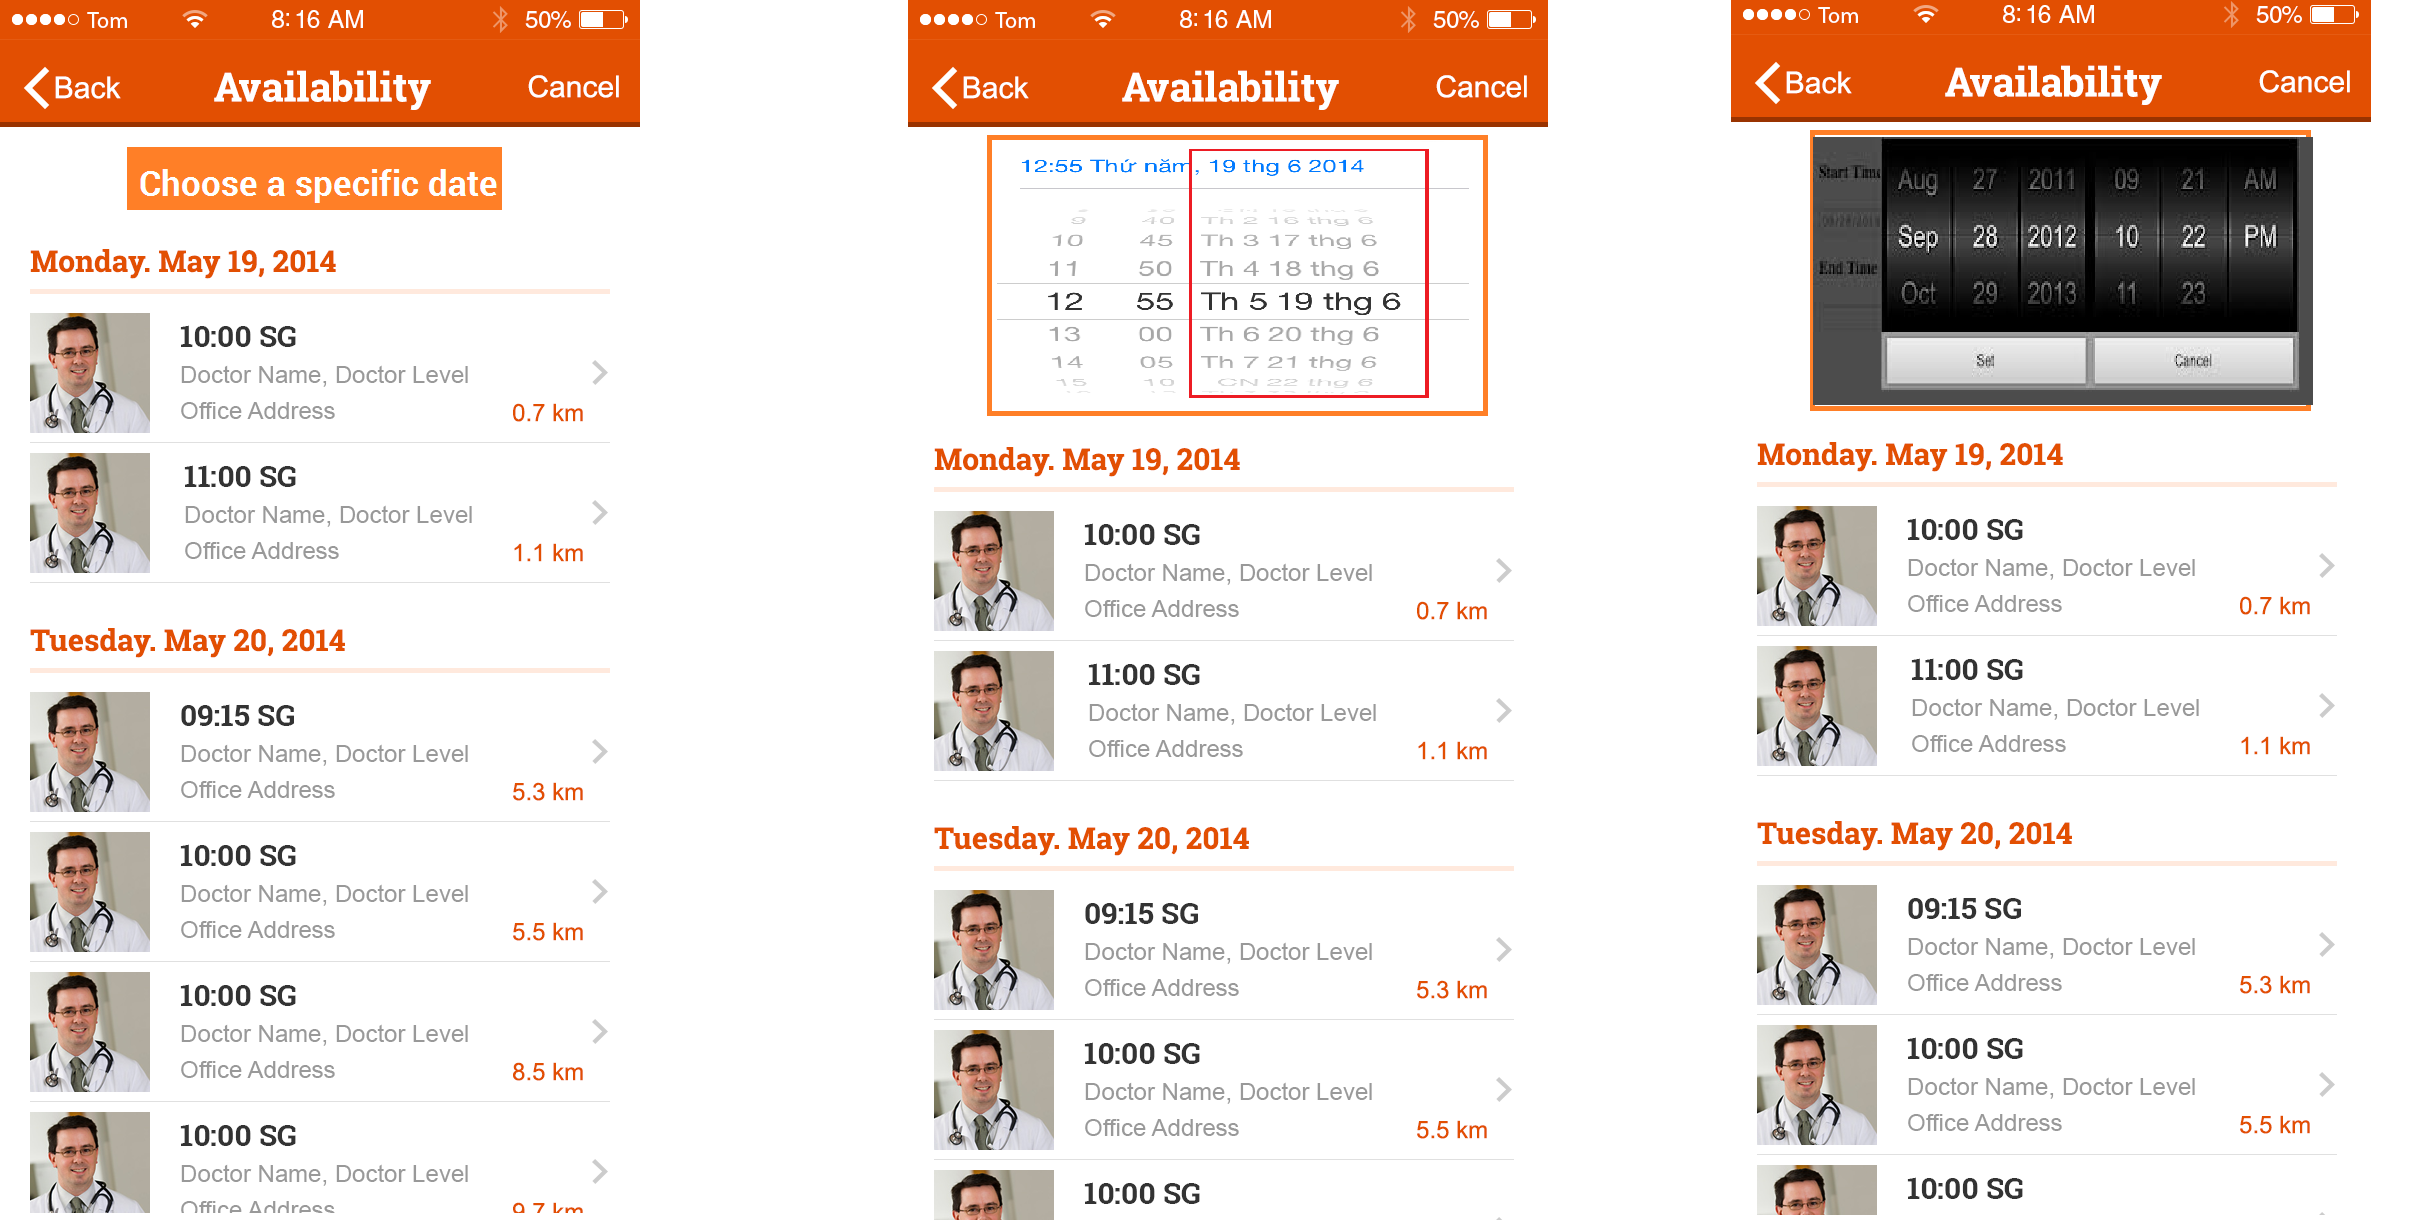 Tom 8:16 AM 50%
Back Availability Cancel
Choose a specific date
Monday. May 19, 2014
10:00 SG
Doctor Name, Doctor Level
Office Address 0.7 km
11:00 SG
Doctor Name, Doctor Level
Office Address 1.1 km
Tuesday. May 20, 2014
09:15 SG
Doctor Name, Doctor Level
Office Address 5.3 km
10:00 SG
Doctor Name, Doctor Level
Office Address 5.5 km
10:00 SG
Doctor Name, Doctor Level
Office Address 8.5 km
10:00 SG
Doctor Name, Doctor Level
Office Address 9.7 km
Tom 8:16 AM 50%
Back Availability Cancel
12:55 Thứ năm, 19 thg 6 2014
9 40 Th 2 16 thg 6
10 45 Th 3 17 thg 6
11 50 Th 4 18 thg 6
12 55 Th 5 19 thg 6
13 00 Th 6 20 thg 6
14 05 Th 7 21 thg 6
15 10 CN 22 thg 6
Monday. May 19, 2014
10:00 SG
Doctor Name, Doctor Level
Office Address 0.7 km
11:00 SG
Doctor Name, Doctor Level
Office Address 1.1 km
Tuesday. May 20, 2014
09:15 SG
Doctor Name, Doctor Level
Office Address 5.3 km
10:00 SG
Doctor Name, Doctor Level
Office Address 5.5 km
10:00 SG
Tom 8:16 AM 50%
Back Availability Cancel
Start Time
End Time
Aug 27 2011 09 21 AM
Sep 28 2012 10 22 PM
Oct 29 2013 11 23
Set Cancel
Monday. May 19, 2014
10:00 SG
Doctor Name, Doctor Level
Office Address 0.7 km
11:00 SG
Doctor Name, Doctor Level
Office Address 1.1 km
Tuesday. May 20, 2014
09:15 SG
Doctor Name, Doctor Level
Office Address 5.3 km
10:00 SG
Doctor Name, Doctor Level
Office Address 5.5 km
10:00 SG